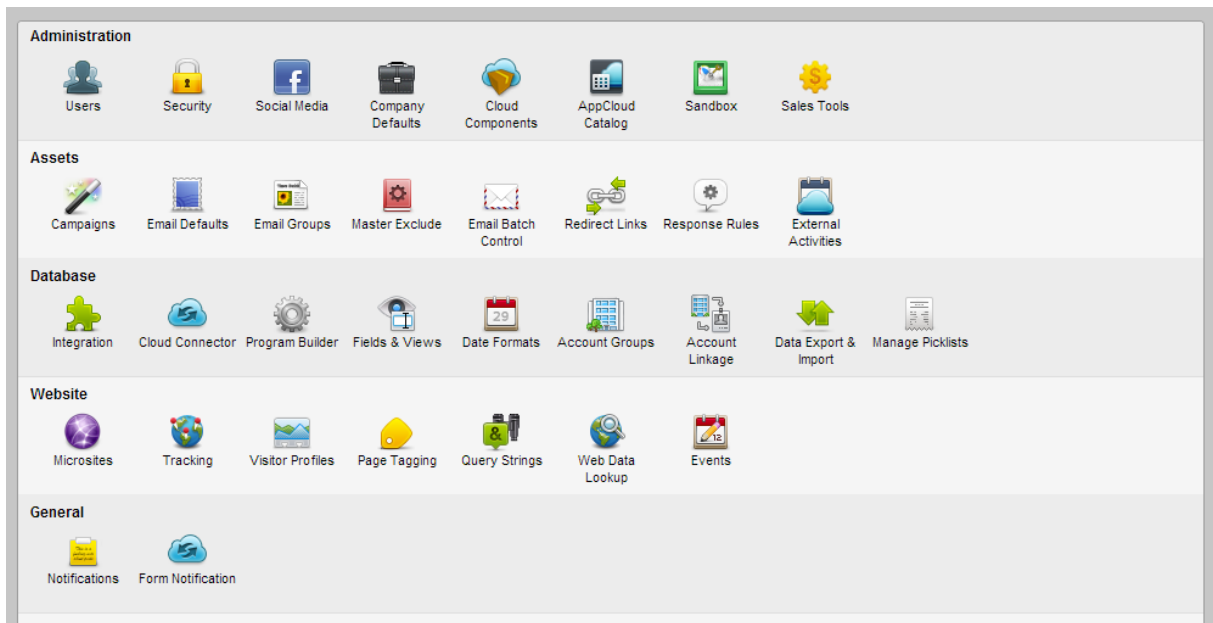 Administration
Users Security Social Media Company Cloud AppCloud Sandbox Sales Tools
Defaults Components Catalog
Assets
Campaigns Email Defaults Email Groups Master Exclude Email Batch Redirect Links Response Rules External
Control Activities
Database
29
Integration Cloud Connector Program Builder Fields & Views Date Formats Account Groups Account Data Export & Manage Picklists
Linkage Import
Website
&
12
Microsites Tracking Visitor Profiles Page Tagging Query Strings Web Data Events
Lookup
General
Notifications Form Notification